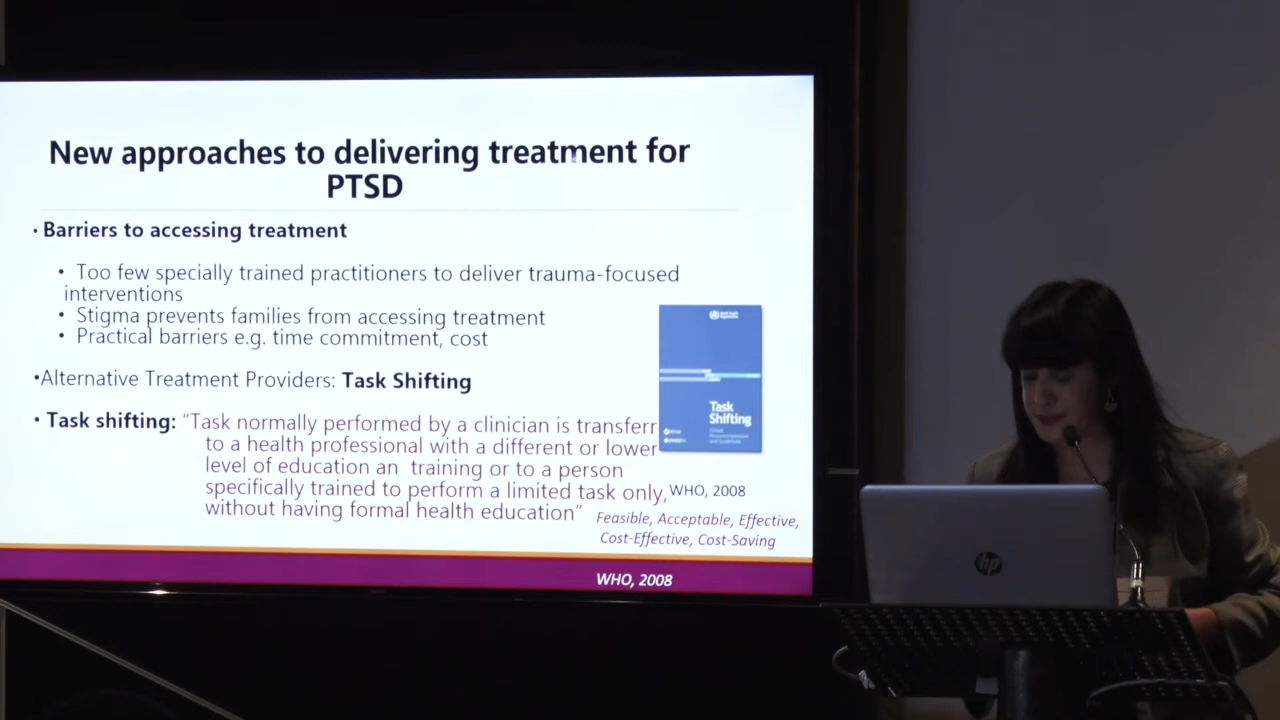 New approaches to delivering treatment for
PTSD
• Barriers to accessing treatment
• Too few specially trained practitioners to deliver trauma-focused
interventions
• Stigma prevents families from accessing treatment
• Practical barriers e.g. time commitment, cost
•Alternative Treatment Providers: Task Shifting
• Task shifting: "Task normally performed by a clinician is transferr
to a health professional with a different or lower
level of education an training or to a person
specifically trained to perform a limited task only,
without having formal health education"
WHO, 2008
Feasible, Acceptable, Effective,
Cost-Effective, Cost-Saving
WHO, 2008
Task
Shifting
hp